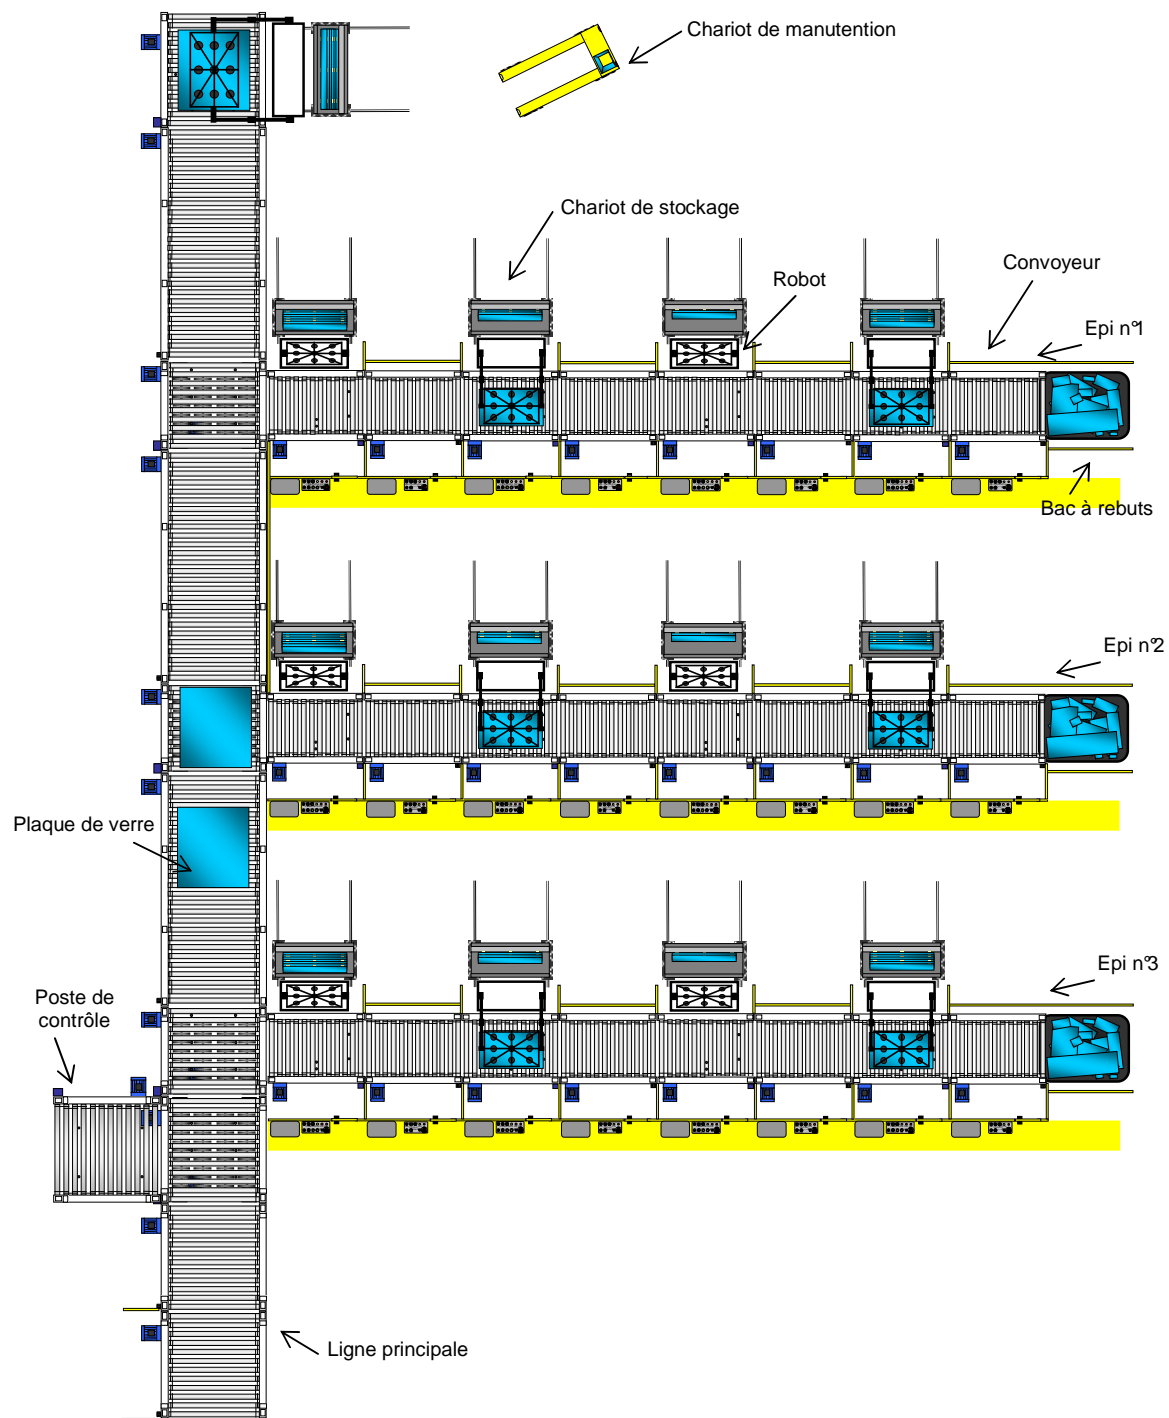 Chariot de manutention
Chariot de stockage
Convoyeur
Robot
Epi n°1
Bac à rebuts
Epi n°2
Plaque de verre
Epi n°3
Poste de
contrôle
Ligne principale